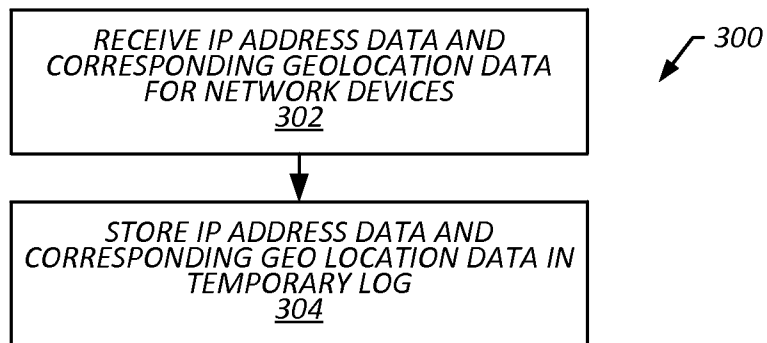 RECEIVE IP ADDRESS DATA AND
CORRESPONDING GEOLOCATION DATA
FOR NETWORK DEVICES
302
300
STORE IP ADDRESS DATA AND
CORRESPONDING GEO LOCATION DATA IN
TEMPORARY LOG
304